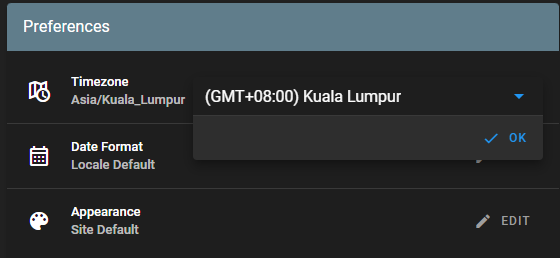 Preferences
Timezone
Asia/Kuala_Lumpur
(GMT+08:00) Kuala Lumpur
OK
Date Format
Locale Default
Appearance
Site Default
EDIT